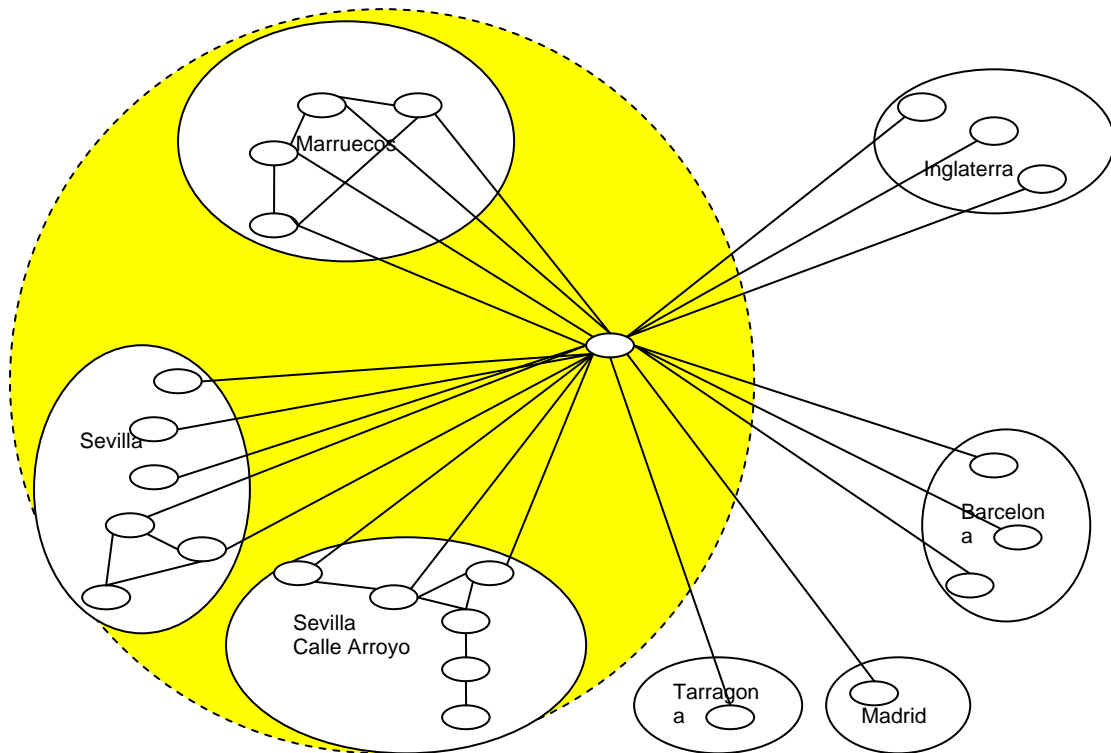 Marruecos
Inglaterra
Sevilla
Barcelon
a
Sevilla
Calle Arroyo
Tarragon
a
Madrid